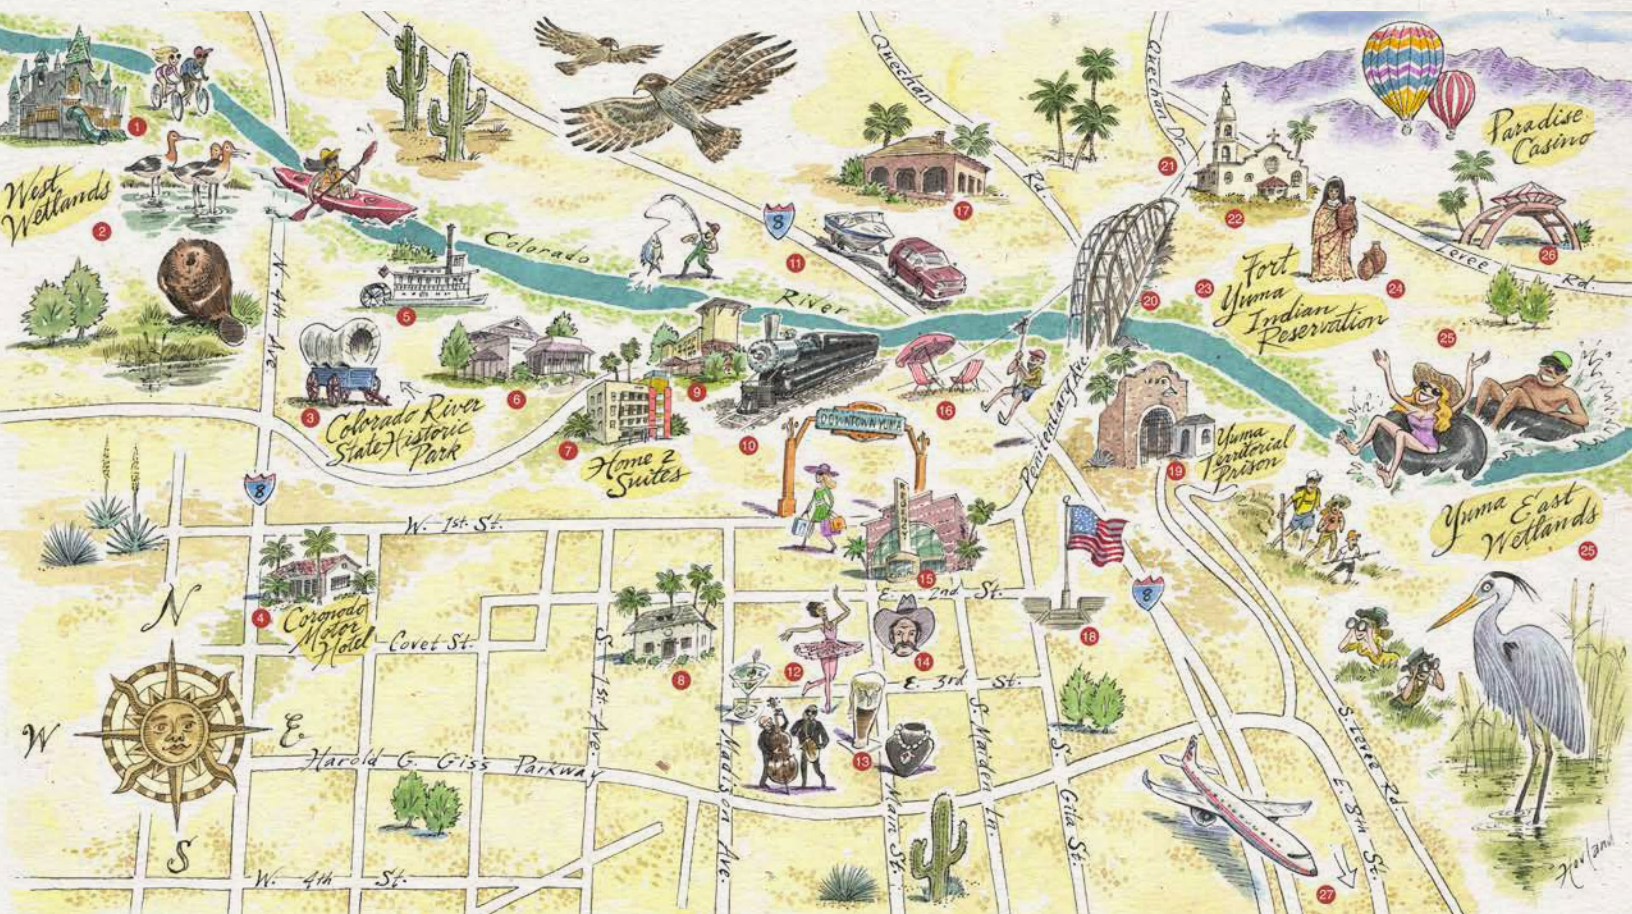 Quechan
Rd.
Quechan Dr.
Paradise
Casino
1
21
West
Wetlands
2
17
22
8
11
Colorado
26
Levee
Rd.
N. 4th Ave
5
River
20
23
Fort
Yuma
Indian
Reservation
24
25
3
Colorado River
State Historic
Park
6
9
16
Penitentiary Ave.
7
Home 2
Suites
10
DOWNTOWN YUMA
19
Yuma
Territorial
Prison
8
W. 1st. St.
Yuma East
Wetlands
25
15
E. 2nd St.
8
N
4
Coronodo
Motor
Hotel
Covet St.
S. 1st Ave.
8
12
14
18
E. 3rd St.
W
E.
Harold G. Giss Parkway
Madison Ave.
13
Main St.
S. Maiden Ln.
S. Gila St.
S. Levee Rd.
E. 8th St.
S
W. 4th St.
27